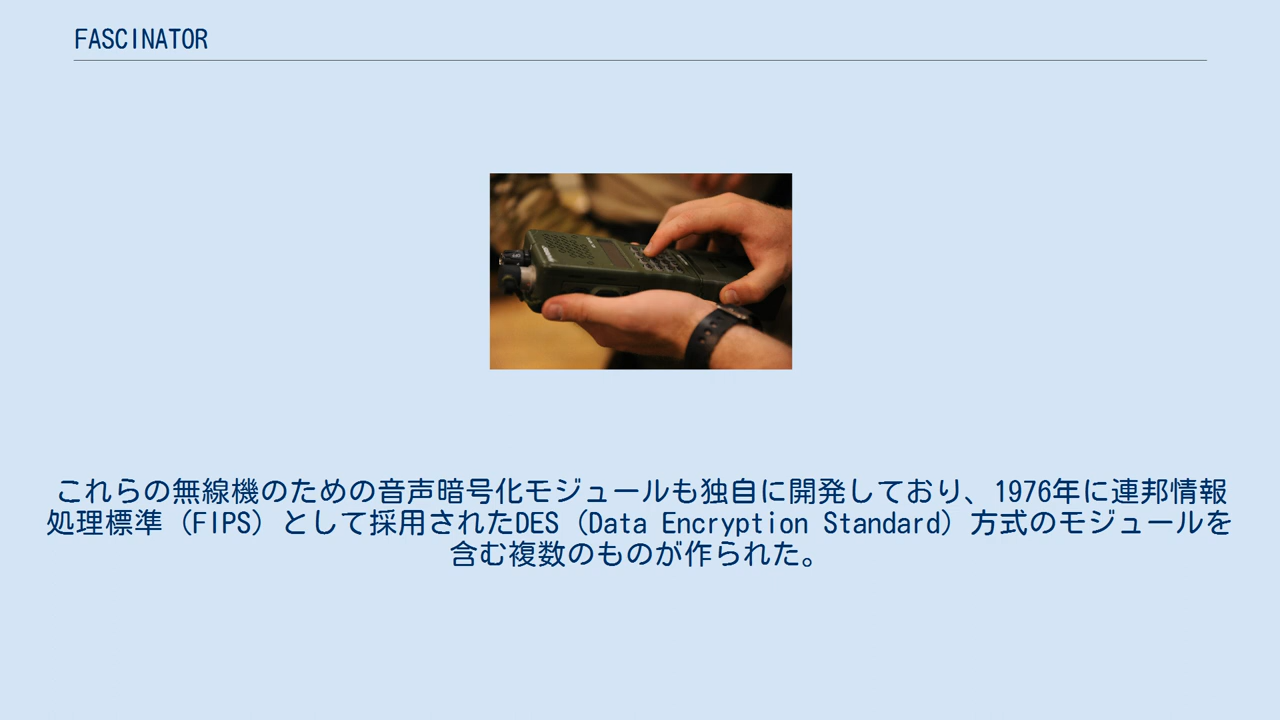 FASCINATOR
これらの無線機のための音声暗号化モジュールも独自に開発しており、1976年に連邦情報
処理標準（FIPS）として採用されたDES（Data Encryption Standard）方式のモジュールを
含む複数のものが作られた。